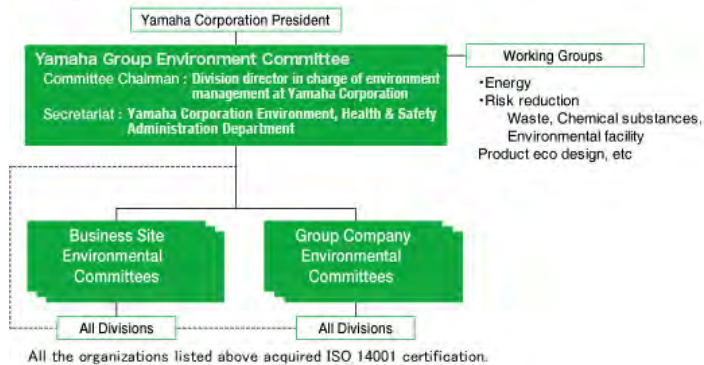 Yamaha Corporation President
Yamaha Group Environment Committee
Committee Chairman : Division director in charge of environment
management at Yamaha Corporation
Secretariat : Yamaha Corporation Environment, Health & Safety
Administration Department
Working Groups
・Energy
・Risk reduction
Waste, Chemical substances,
Environmental facility
Product eco design, etc
Business Site
Environmental
Committees
Group Company
Environmental
Committees
All Divisions
All Divisions
All the organizations listed above acquired ISO 14001 certification.